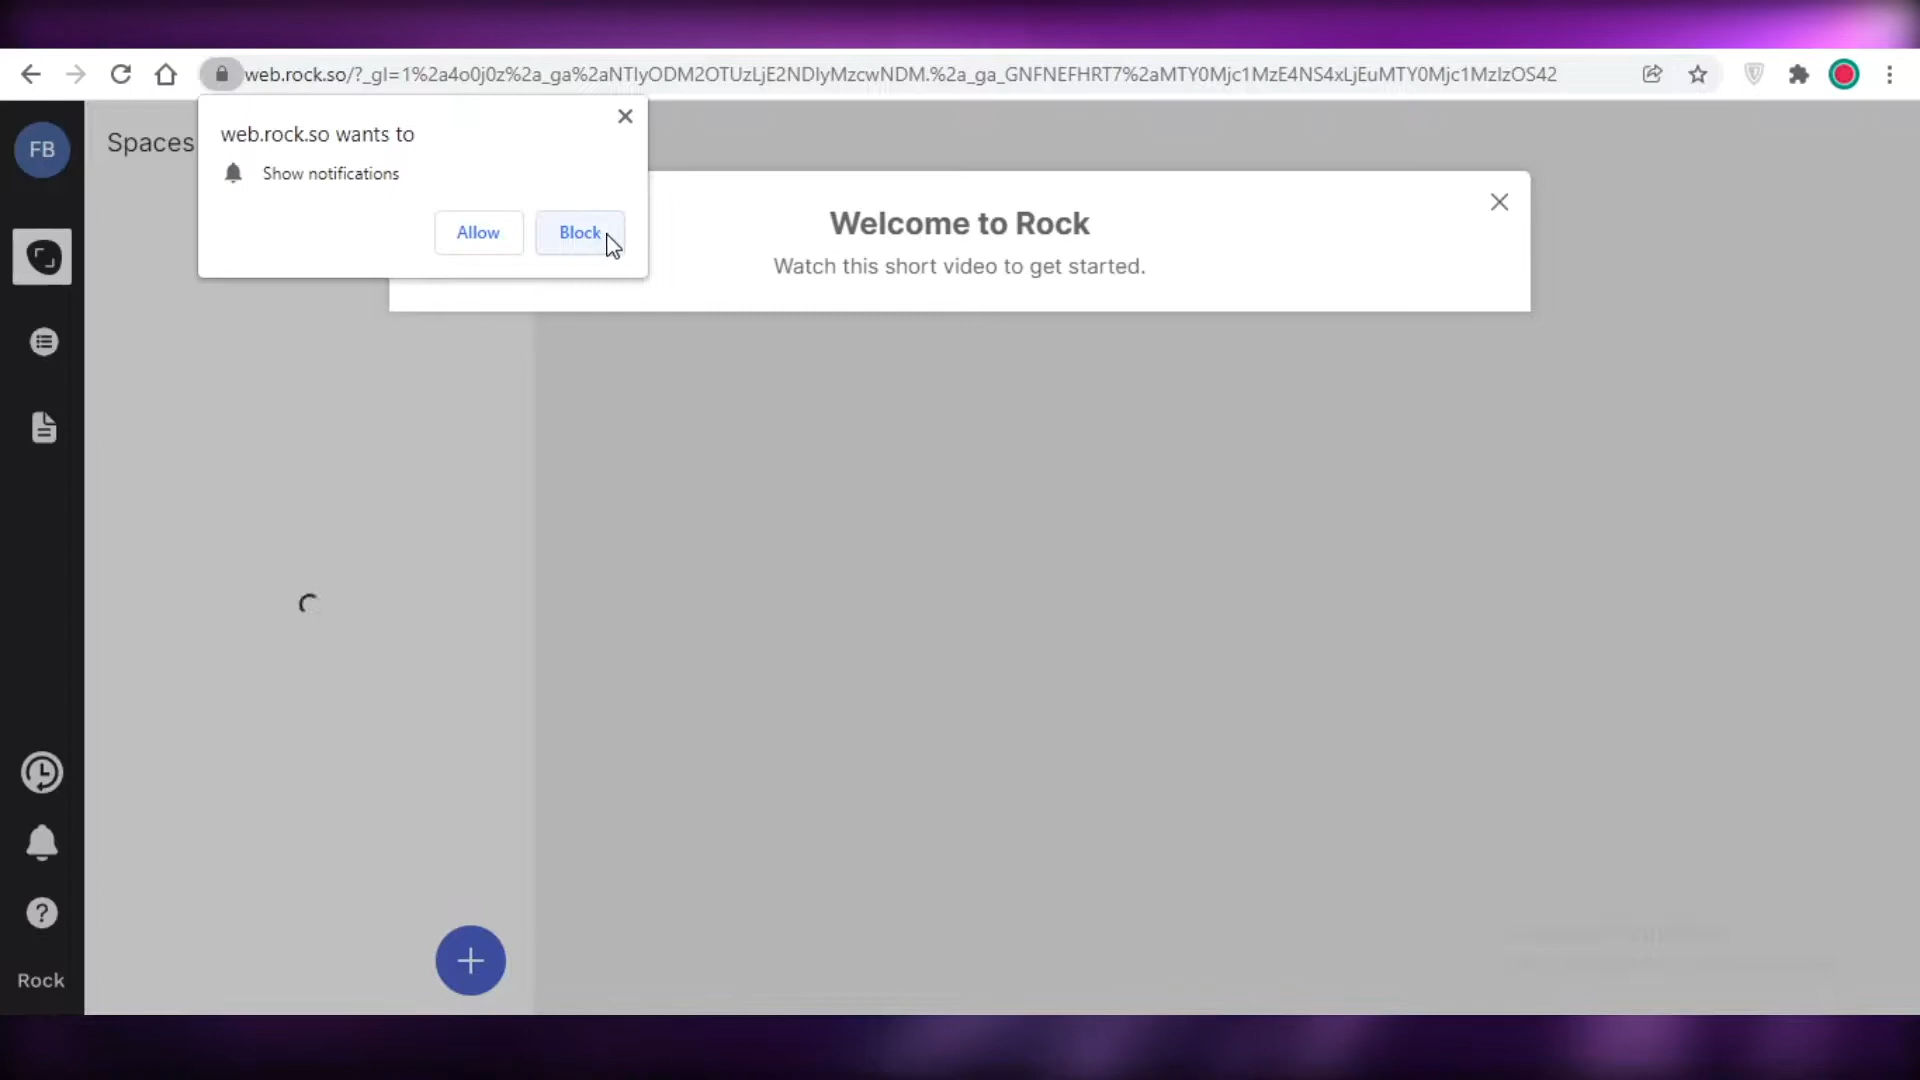 web.rock.so/?_gl=1%2a4o0j0z%2a_ga%2aNTIyODM2OTUzLjE2NDIyMzcwNDM.%2a_ga_GNFNEFHRT7%2aMTY0Mjc1MzE4NS4xLjEuMTY0Mjc1MzIzOS42
FB
Spaces
web.rock.so wants to
Show notifications
Allow
Block
Welcome to Rock
Watch this short video to get started.
Rock